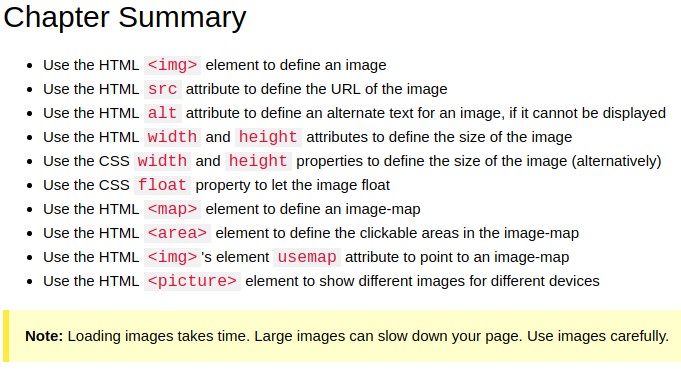 Chapter Summary
Use the HTML <img> element to define an image
Use the HTML src attribute to define the URL of the image
Use the HTML alt attribute to define an alternate text for an image, if it cannot be displayed
Use the HTML width and height attributes to define the size of the image
Use the CSS width and height properties to define the size of the image (alternatively)
Use the CSS float property to let the image float
Use the HTML <map> element to define an image-map
Use the HTML <area> element to define the clickable areas in the image-map
Use the HTML <img>'s element usemap attribute to point to an image-map
Use the HTML <picture> element to show different images for different devices
Note: Loading images takes time. Large images can slow down your page. Use images carefully.